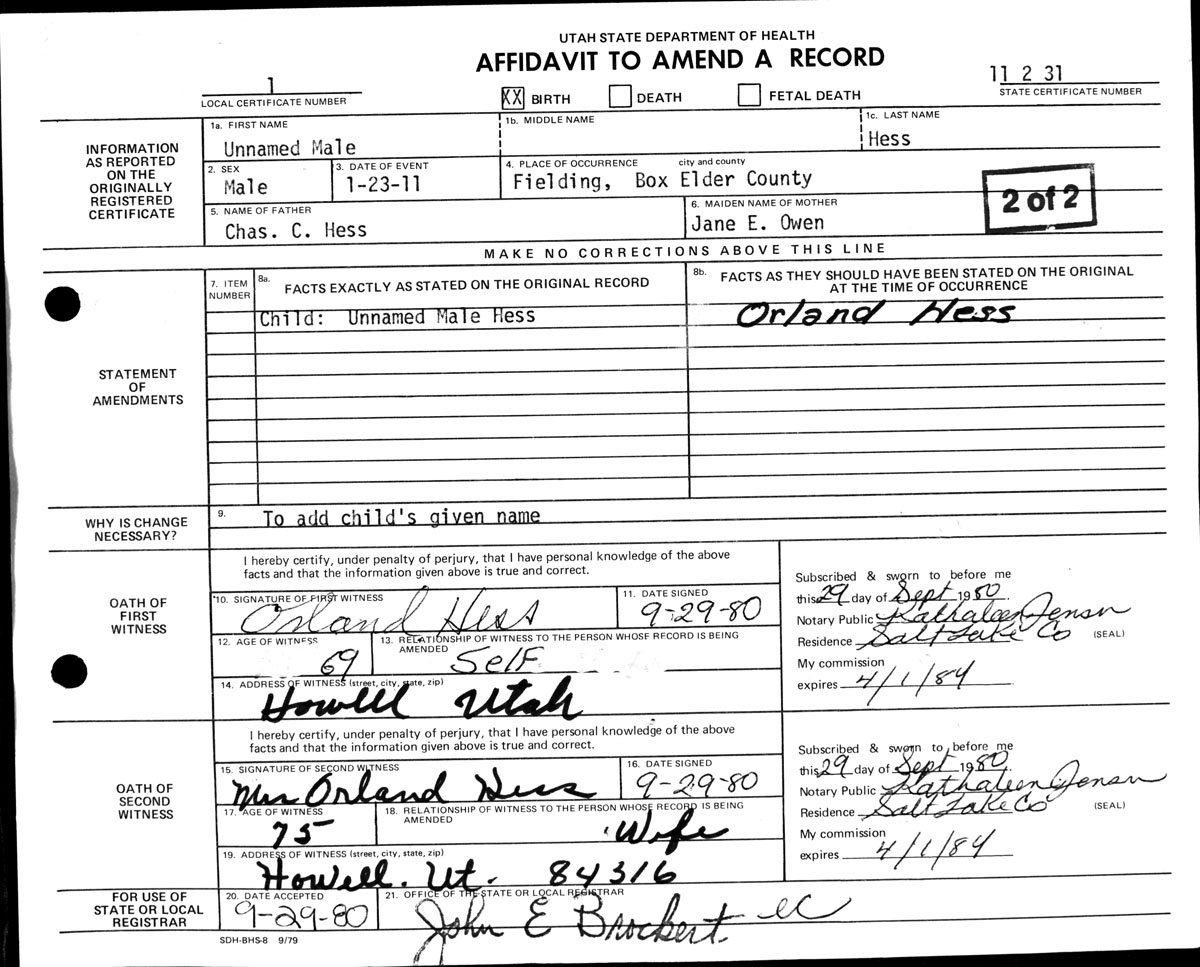 UTAH STATE DEPARTMENT OF HEALTH
AFFIDAVIT TO AMEND A RECORD
1
LOCAL CERTIFICATE NUMBER
XX BIRTH DEATH FETAL DEATH
11 2 31
STATE CERTIFICATE NUMBER
INFORMATION
AS REPORTED
ON THE
ORIGINALLY
REGISTERED
CERTIFICATE
1a. FIRST NAME
Unnamed Male
1b. MIDDLE NAME
1c. LAST NAME
Hess
2. SEX
Male
3. DATE OF EVENT
1-23-11
4. PLACE OF OCCURRENCE city and county
Fielding, Box Elder County
2 of 2
5. NAME OF FATHER
Chas. C. Hess
6. MAIDEN NAME OF MOTHER
Jane E. Owen
MAKE NO CORRECTIONS ABOVE THIS LINE
STATEMENT
OF
AMENDMENTS
7. ITEM
NUMBER
8a. FACTS EXACTLY AS STATED ON THE ORIGINAL RECORD
8b. FACTS AS THEY SHOULD HAVE BEEN STATED ON THE ORIGINAL
AT THE TIME OF OCCURRENCE
Child: Unnamed Male Hess
Orland Hess
WHY IS CHANGE
NECESSARY?
9. To add child's given name
OATH OF
FIRST
WITNESS
I hereby certify, under penalty of perjury, that I have personal knowledge of the above
facts and that the information given above is true and correct.
10. SIGNATURE OF FIRST WITNESS
Orland Hess
11. DATE SIGNED
9-29-80
12. AGE OF WITNESS
69
13. RELATIONSHIP OF WITNESS TO THE PERSON WHOSE RECORD IS BEING
AMENDED
Self
14. ADDRESS OF WITNESS (street, city, state, zip)
Howell Utah
Subscribed & sworn to before me
this 29 day of Sept 1980.
Notary Public Kathaleen Jensen
Residence Salt Lake Co (SEAL)
My commission
expires 4/1/84
OATH OF
SECOND
WITNESS
I hereby certify, under penalty of perjury, that I have personal knowledge of the above
facts and that the information given above is true and correct.
15. SIGNATURE OF SECOND WITNESS
Mrs Orland Hess
16. DATE SIGNED
9-29-80
17. AGE OF WITNESS
75
18. RELATIONSHIP OF WITNESS TO THE PERSON WHOSE RECORD IS BEING
AMENDED
Wife
19. ADDRESS OF WITNESS (street, city, state, zip)
Howell. Ut. 84316
Subscribed & sworn to before me
this 29 day of Sept, 1980.
Notary Public Kathaleen Jensen
Residence Salt Lake Co (SEAL)
My commission
expires 4/1/84
FOR USE OF
STATE OR LOCAL
REGISTRAR
20. DATE ACCEPTED
9-29-80
21. OFFICE OF THE STATE OR LOCAL REGISTRAR
John E Brockert
SDH-BHS-8 9/79